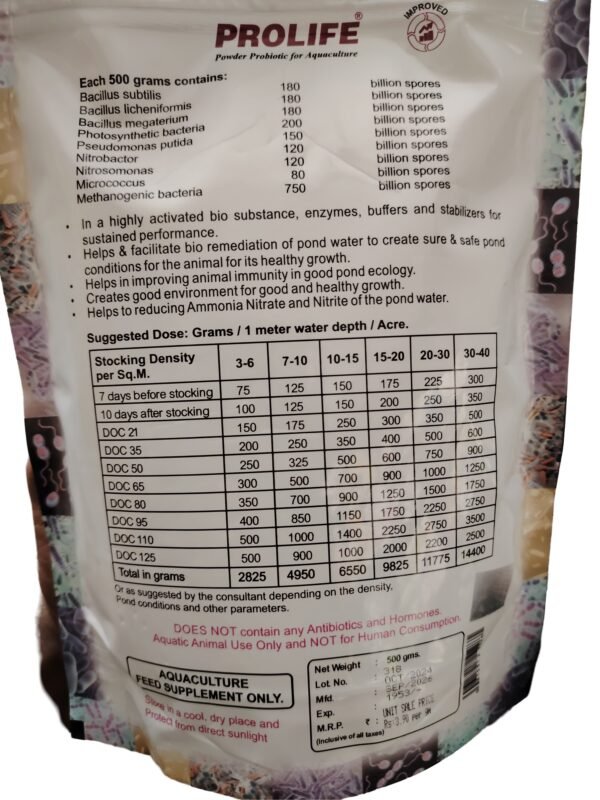 PROLIFE®
Powder Probiotic for Aquaculture
IMPROVED
Each 500 grams contains:
Bacillus subtilis 180 billion spores
Bacillus licheniformis 180 billion spores
Bacillus megaterium 180 billion spores
Photosynthetic bacteria 200 billion spores
Pseudomonas putida 150 billion spores
Nitrobactor 120 billion spores
Nitrosomonas 120 billion spores
Micrococcus 80 billion spores
Methanogenic bacteria 750 billion spores
• In a highly activated bio substance, enzymes, buffers and stabilizers for
sustained performance.
• Helps & facilitate bio remediation of pond water to create sure & safe pond
conditions for the animal for its healthy growth.
• Helps in improving animal immunity in good pond ecology.
• Creates good environment for good and healthy growth.
• Helps to reducing Ammonia Nitrate and Nitrite of the pond water.
Suggested Dose: Grams / 1 meter water depth / Acre.
Stocking Density per Sq.M. 3-6 7-10 10-15 15-20 20-30 30-40
7 days before stocking 75 125 150 175 225 300
10 days after stocking 100 125 150 200 250 350
DOC 21 150 175 250 300 350 500
DOC 35 200 250 350 400 500 600
DOC 50 250 325 500 600 750 900
DOC 65 300 500 700 900 1000 1250
DOC 80 350 700 900 1250 1500 1750
DOC 95 400 850 1150 1750 2250 2750
DOC 110 500 1000 1400 2250 2750 3500
DOC 125 500 900 1000 2000 2200 2500
Total in grams 2825 4950 6550 9825 11775 14400
Or as suggested by the consultant depending on the density,
Pond conditions and other parameters.
DOES NOT contain any Antibiotics and Hormones.
Aquatic Animal Use Only and NOT for Human Consumption.
AQUACULTURE
FEED SUPPLEMENT ONLY.
Store in a cool, dry place and
Protect from direct sunlight
Net Weight : 500 gms.
Lot. No. : 318
Mfd. : OCT 2024
Exp. : SEP 2026
M.R.P. ₹ : 1953/-
UNIT SALE PRICE
Rs 3.90 per GM
(Inclusive of all taxes)